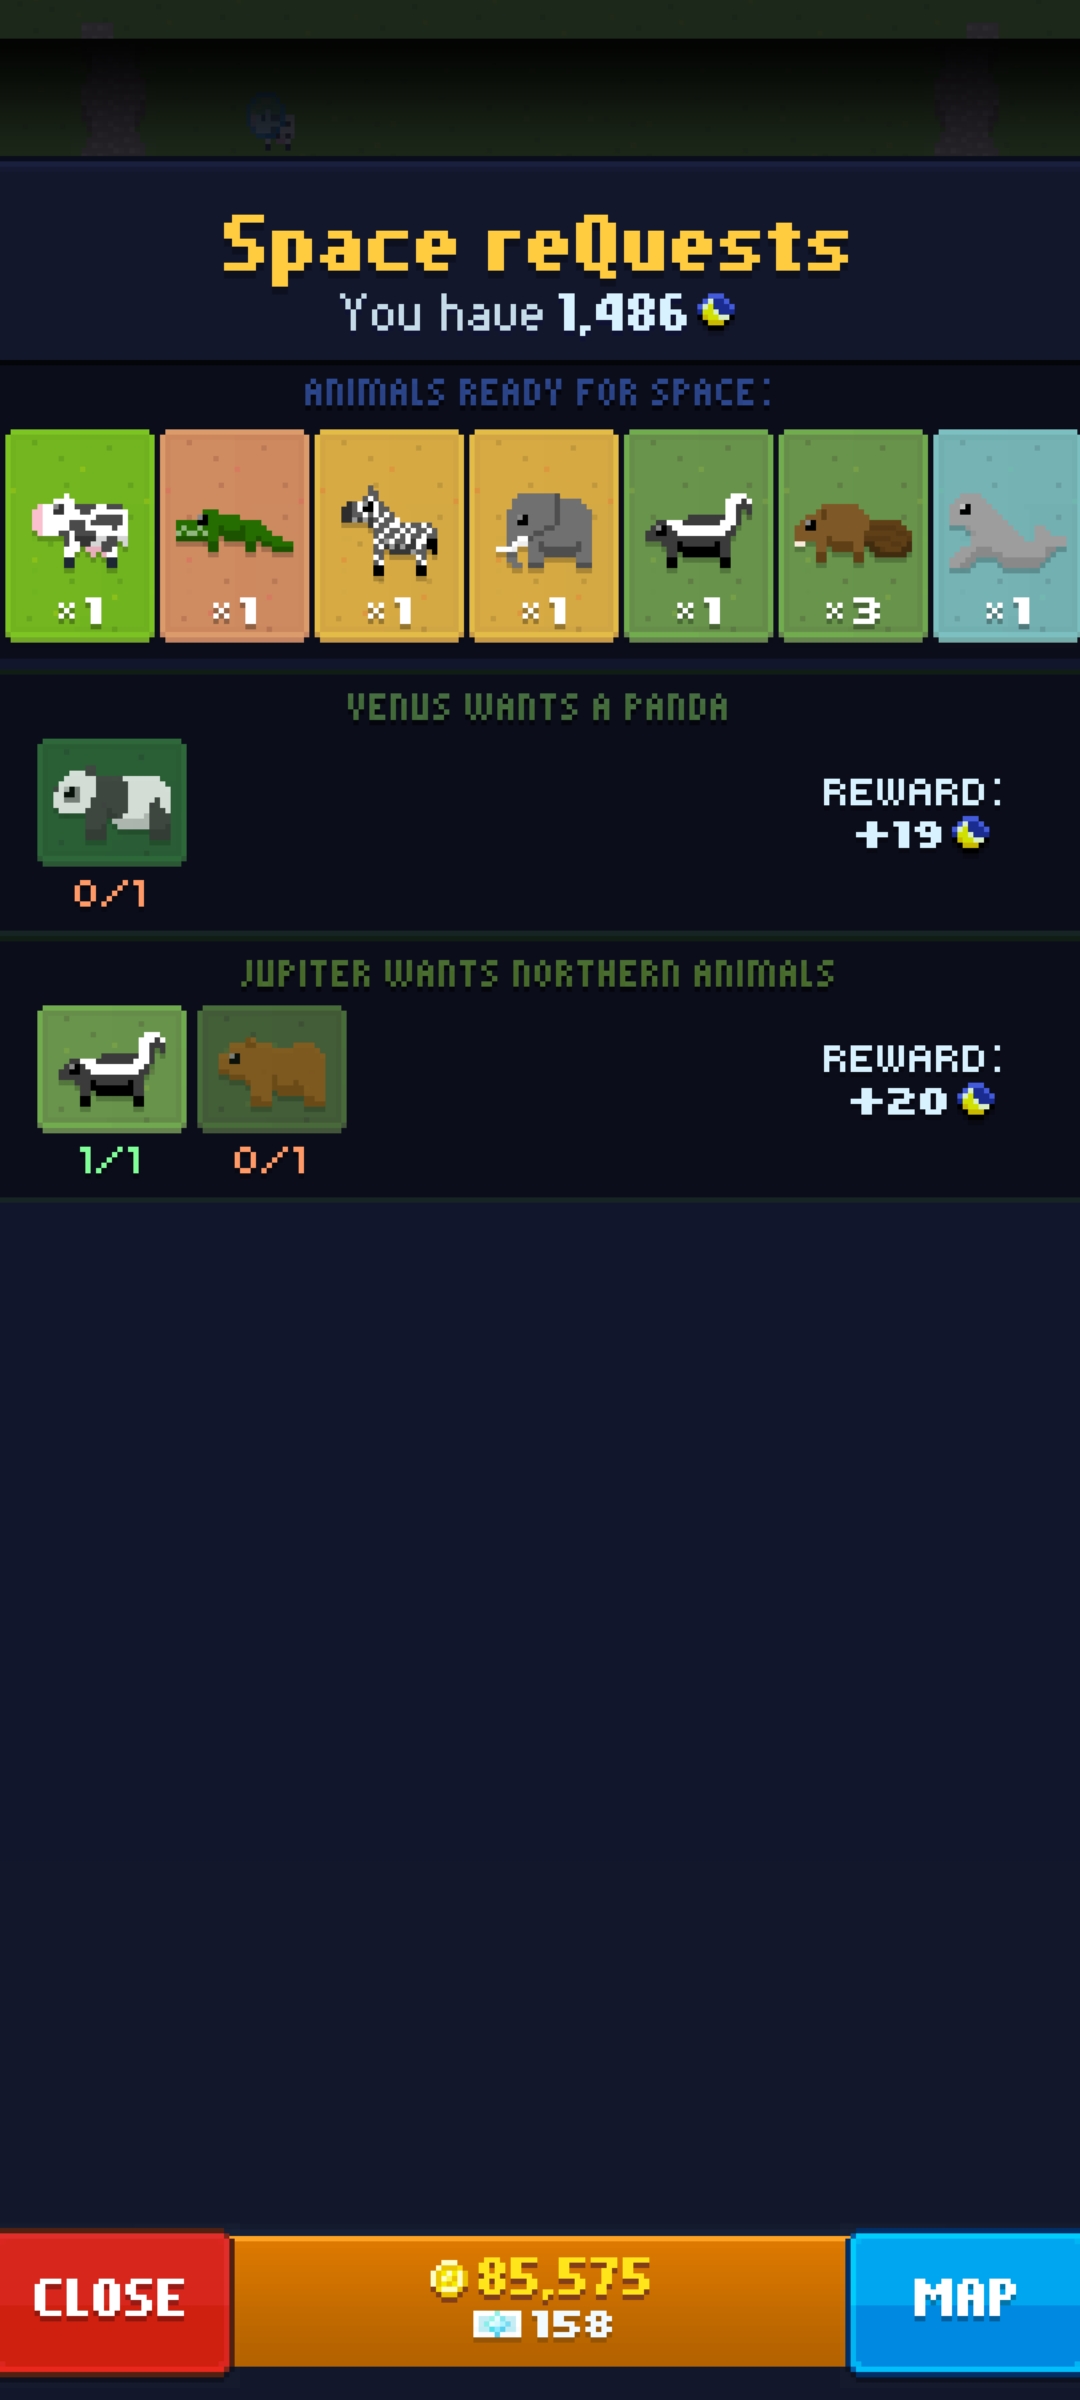 Space reQuests
You have 1,486
ANIMALS READY FOR SPACE:
×1 ×1 ×1 ×1 ×1 ×3 ×1
VENUS WANTS A PANDA
REWARD:
+19
0/1
JUPITER WANTS NORTHERN ANIMALS
REWARD:
+20
1/1 0/1
CLOSE
85,575
158
MAP